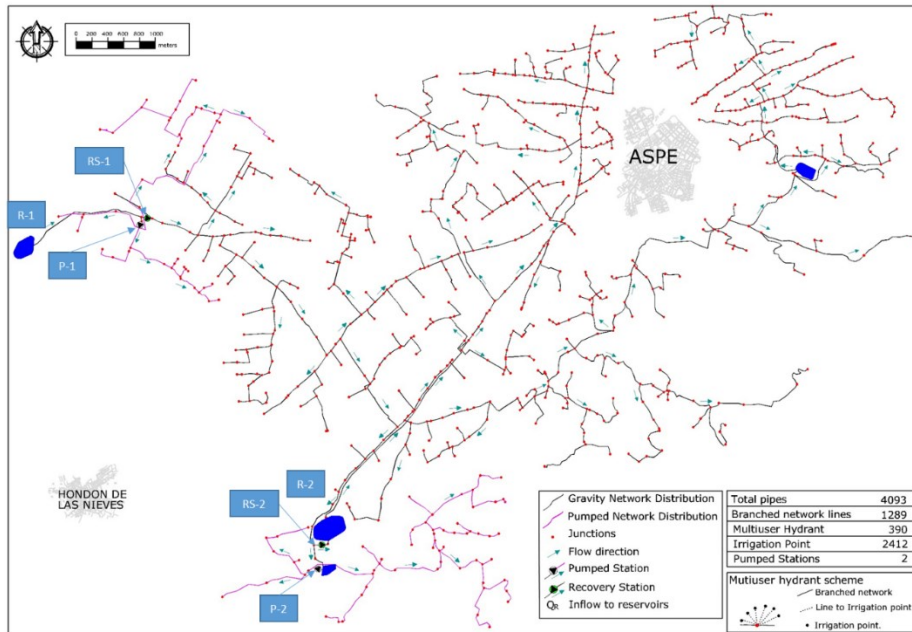 0 200 400 600 800 1000
meters
ASPE
RS-1
R-1
P-1
HONDON DE
LAS NIEVES
R-2
RS-2
P-2
Gravity Network Distribution
Pumped Network Distribution
Junctions
Flow direction
Pumped Station
Recovery Station
QR Inflow to reservoirs
Total pipes 4093
Branched network lines 1289
Multiuser Hydrant 390
Irrigation Point 2412
Pumped Stations 2
Mutiuser hydrant scheme
Branched network
Line to Irrigation point
Irrigation point.